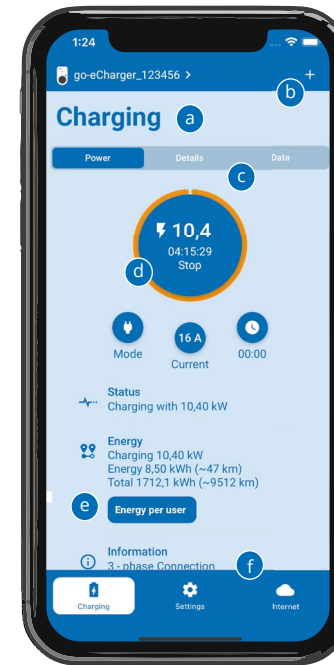 1:24
go-eCharger_123456 >
+
b
Charging
a
Power Details Data
c
10,4
04:15:29
Stop
d
16 A
Mode
Current
00:00
Status
Charging with 10,40 kW
Energy
Charging 10,40 kW
Energy 8,50 kWh (~47 km)
Total 1712,1 kWh (~9512 km)
e
Energy per user
Information
3 - phase Connection
f
Charging Settings Internet